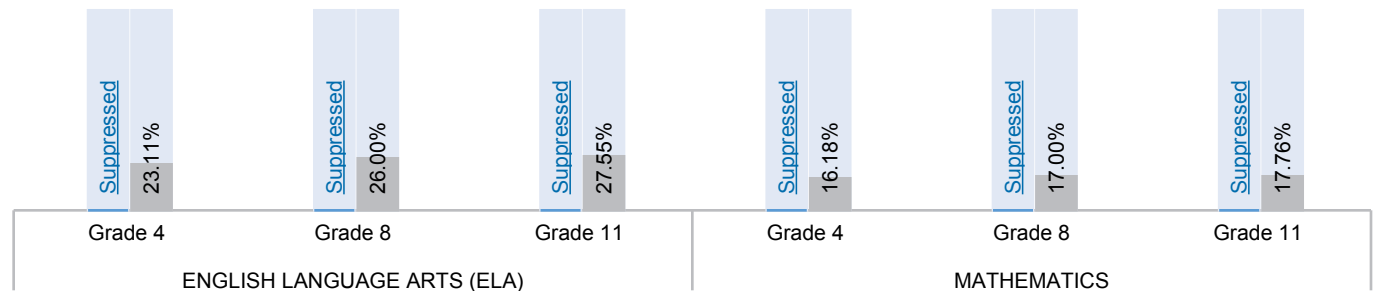 Suppressed
23.11%
Suppressed
26.00%
Suppressed
27.55%
Suppressed
16.18%
Suppressed
17.00%
Suppressed
17.76%
Grade 4
Grade 8
Grade 11
Grade 4
Grade 8
Grade 11
ENGLISH LANGUAGE ARTS (ELA)
MATHEMATICS